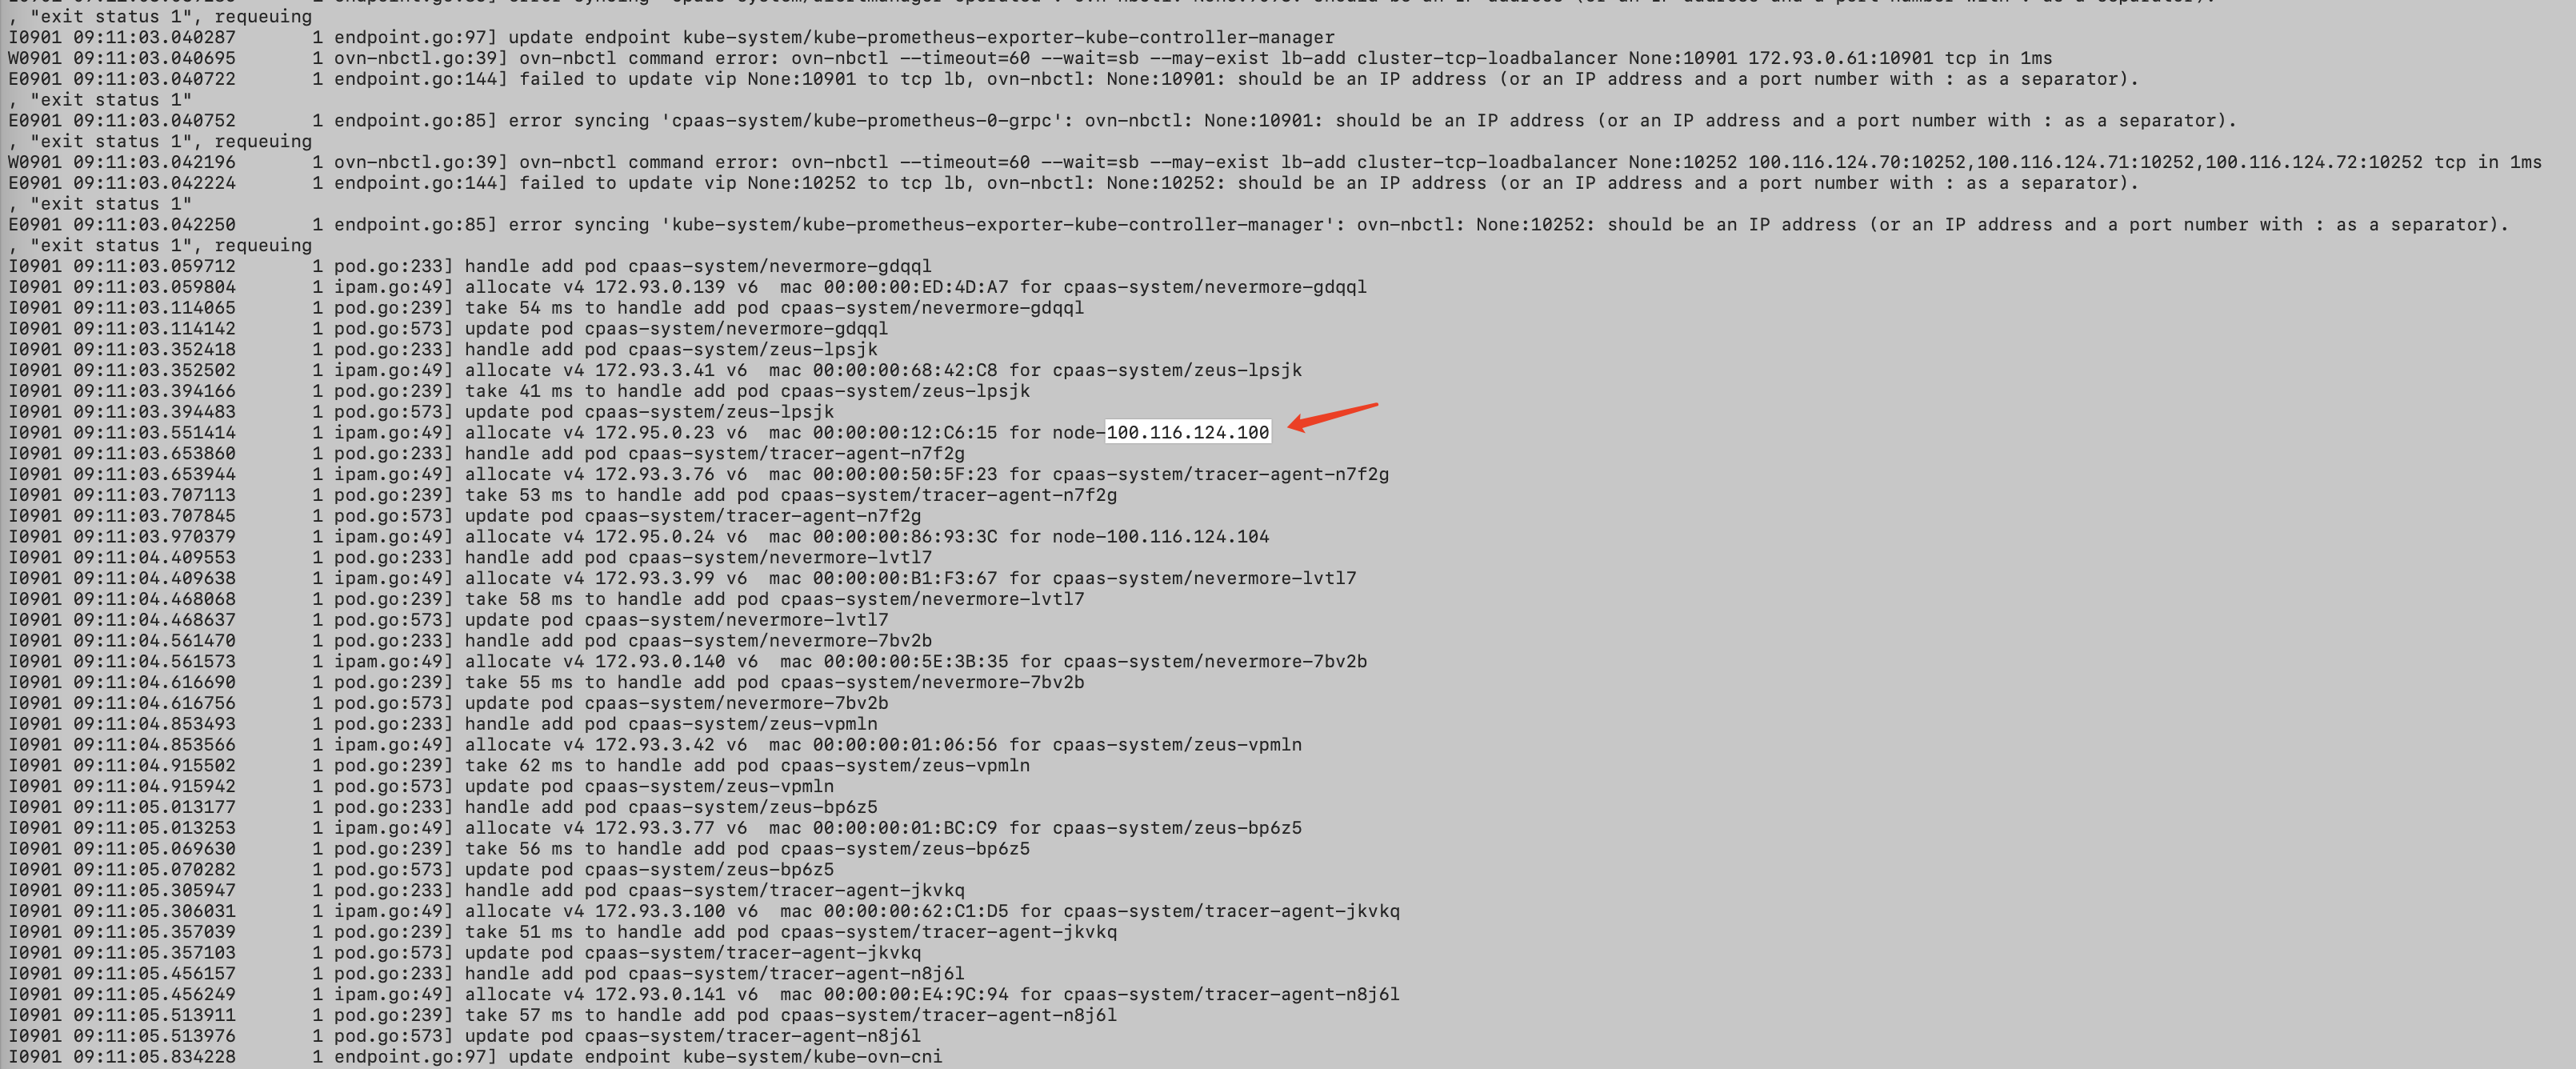 , "exit status 1", requeuing
I0901 09:11:03.040287       1 endpoint.go:97] update endpoint kube-system/kube-prometheus-exporter-kube-controller-manager
W0901 09:11:03.040695       1 ovn-nbctl.go:39] ovn-nbctl command error: ovn-nbctl --timeout=60 --wait=sb --may-exist lb-add cluster-tcp-loadbalancer None:10901 172.93.0.61:10901 tcp in 1ms
E0901 09:11:03.040722       1 endpoint.go:144] failed to update vip None:10901 to tcp lb, ovn-nbctl: None:10901: should be an IP address (or an IP address and a port number with : as a separator).
, "exit status 1"
E0901 09:11:03.040752       1 endpoint.go:85] error syncing 'cpaas-system/kube-prometheus-0-grpc': ovn-nbctl: None:10901: should be an IP address (or an IP address and a port number with : as a separator).
, "exit status 1", requeuing
W0901 09:11:03.042196       1 ovn-nbctl.go:39] ovn-nbctl command error: ovn-nbctl --timeout=60 --wait=sb --may-exist lb-add cluster-tcp-loadbalancer None:10252 100.116.124.70:10252,100.116.124.71:10252,100.116.124.72:10252 tcp in 1ms
E0901 09:11:03.042224       1 endpoint.go:144] failed to update vip None:10252 to tcp lb, ovn-nbctl: None:10252: should be an IP address (or an IP address and a port number with : as a separator).
, "exit status 1"
E0901 09:11:03.042250       1 endpoint.go:85] error syncing 'kube-system/kube-prometheus-exporter-kube-controller-manager': ovn-nbctl: None:10252: should be an IP address (or an IP address and a port number with : as a separator).
, "exit status 1", requeuing
I0901 09:11:03.059712       1 pod.go:233] handle add pod cpaas-system/nevermore-gdqql
I0901 09:11:03.059804       1 ipam.go:49] allocate v4 172.93.0.139 v6  mac 00:00:00:ED:4D:A7 for cpaas-system/nevermore-gdqql
I0901 09:11:03.114065       1 pod.go:239] take 54 ms to handle add pod cpaas-system/nevermore-gdqql
I0901 09:11:03.114142       1 pod.go:573] update pod cpaas-system/nevermore-gdqql
I0901 09:11:03.352418       1 pod.go:233] handle add pod cpaas-system/zeus-lpsjk
I0901 09:11:03.352502       1 ipam.go:49] allocate v4 172.93.3.41 v6  mac 00:00:00:68:42:C8 for cpaas-system/zeus-lpsjk
I0901 09:11:03.394166       1 pod.go:239] take 41 ms to handle add pod cpaas-system/zeus-lpsjk
I0901 09:11:03.394483       1 pod.go:573] update pod cpaas-system/zeus-lpsjk
I0901 09:11:03.551414       1 ipam.go:49] allocate v4 172.95.0.23 v6  mac 00:00:00:12:C6:15 for node-100.116.124.100
I0901 09:11:03.653860       1 pod.go:233] handle add pod cpaas-system/tracer-agent-n7f2g
I0901 09:11:03.653944       1 ipam.go:49] allocate v4 172.93.3.76 v6  mac 00:00:00:50:5F:23 for cpaas-system/tracer-agent-n7f2g
I0901 09:11:03.707113       1 pod.go:239] take 53 ms to handle add pod cpaas-system/tracer-agent-n7f2g
I0901 09:11:03.707845       1 pod.go:573] update pod cpaas-system/tracer-agent-n7f2g
I0901 09:11:03.970379       1 ipam.go:49] allocate v4 172.95.0.24 v6  mac 00:00:00:86:93:3C for node-100.116.124.104
I0901 09:11:04.409553       1 pod.go:233] handle add pod cpaas-system/nevermore-lvtl7
I0901 09:11:04.409638       1 ipam.go:49] allocate v4 172.93.3.99 v6  mac 00:00:00:B1:F3:67 for cpaas-system/nevermore-lvtl7
I0901 09:11:04.468068       1 pod.go:239] take 58 ms to handle add pod cpaas-system/nevermore-lvtl7
I0901 09:11:04.468637       1 pod.go:573] update pod cpaas-system/nevermore-lvtl7
I0901 09:11:04.561470       1 pod.go:233] handle add pod cpaas-system/nevermore-7bv2b
I0901 09:11:04.561573       1 ipam.go:49] allocate v4 172.93.0.140 v6  mac 00:00:00:5E:3B:35 for cpaas-system/nevermore-7bv2b
I0901 09:11:04.616690       1 pod.go:239] take 55 ms to handle add pod cpaas-system/nevermore-7bv2b
I0901 09:11:04.616756       1 pod.go:573] update pod cpaas-system/nevermore-7bv2b
I0901 09:11:04.853493       1 pod.go:233] handle add pod cpaas-system/zeus-vpmln
I0901 09:11:04.853566       1 ipam.go:49] allocate v4 172.93.3.42 v6  mac 00:00:00:01:06:56 for cpaas-system/zeus-vpmln
I0901 09:11:04.915502       1 pod.go:239] take 62 ms to handle add pod cpaas-system/zeus-vpmln
I0901 09:11:04.915942       1 pod.go:573] update pod cpaas-system/zeus-vpmln
I0901 09:11:05.013177       1 pod.go:233] handle add pod cpaas-system/zeus-bp6z5
I0901 09:11:05.013253       1 ipam.go:49] allocate v4 172.93.3.77 v6  mac 00:00:00:01:BC:C9 for cpaas-system/zeus-bp6z5
I0901 09:11:05.069630       1 pod.go:239] take 56 ms to handle add pod cpaas-system/zeus-bp6z5
I0901 09:11:05.070282       1 pod.go:573] update pod cpaas-system/zeus-bp6z5
I0901 09:11:05.305947       1 pod.go:233] handle add pod cpaas-system/tracer-agent-jkvkq
I0901 09:11:05.306031       1 ipam.go:49] allocate v4 172.93.3.100 v6  mac 00:00:00:62:C1:D5 for cpaas-system/tracer-agent-jkvkq
I0901 09:11:05.357039       1 pod.go:239] take 51 ms to handle add pod cpaas-system/tracer-agent-jkvkq
I0901 09:11:05.357103       1 pod.go:573] update pod cpaas-system/tracer-agent-jkvkq
I0901 09:11:05.456157       1 pod.go:233] handle add pod cpaas-system/tracer-agent-n8j6l
I0901 09:11:05.456249       1 ipam.go:49] allocate v4 172.93.0.141 v6  mac 00:00:00:E4:9C:94 for cpaas-system/tracer-agent-n8j6l
I0901 09:11:05.513911       1 pod.go:239] take 57 ms to handle add pod cpaas-system/tracer-agent-n8j6l
I0901 09:11:05.513976       1 pod.go:573] update pod cpaas-system/tracer-agent-n8j6l
I0901 09:11:05.834228       1 endpoint.go:97] update endpoint kube-system/kube-ovn-cni